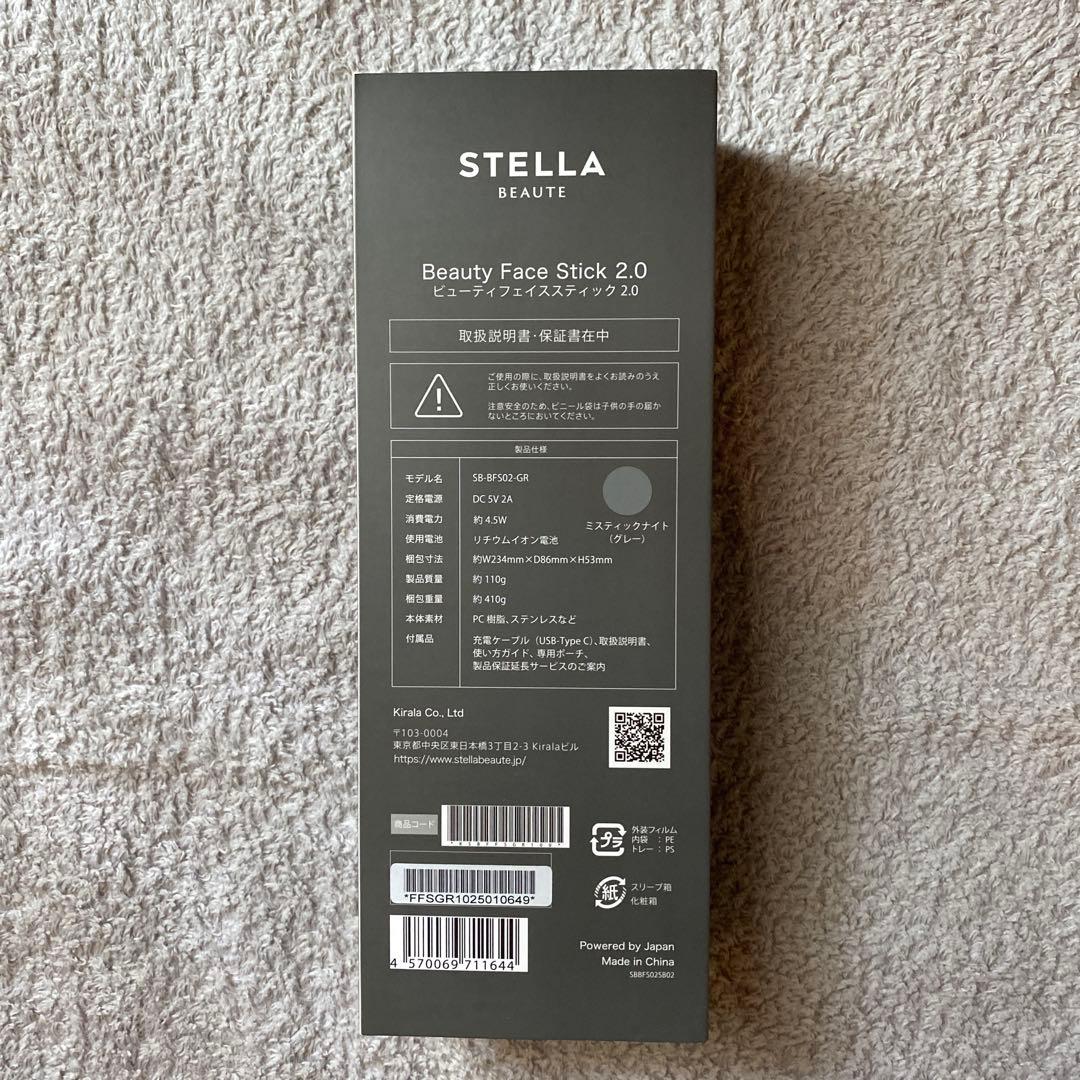 STELLA
BEAUTE
Beauty Face Stick 2.0
ビューティフェイススティック 2.0
取扱説明書・保証書在中
ご使用の際に、取扱説明書をよくお読みのうえ
正しくお使いください。
注意安全のため、ビニール袋は子供の手の届か
ないところにおいてください。
製品仕様
モデル名 SB-BFS02-GR
定格電源 DC 5V 2A
消費電力 約 4.5W
使用電池 リチウムイオン電池
梱包寸法 約W234mm×D86mm×H53mm
製品質量 約 110g
梱包重量 約 410g
本体素材 PC 樹脂、ステンレスなど
付属品 充電ケーブル（USB-Type C）、取扱説明書、
使い方ガイド、専用ポーチ、
製品保証延長サービスのご案内
ミスティックナイト
（グレー）
Kirala Co., Ltd
〒103-0004
東京都中央区東日本橋3丁目2-3 Kiralaビル
https://www.stellabeaute.jp/
商品コード
*FFSGR1025010649*
4 570069 711644
プラ
外装フィルム
内袋 ：PE
トレー：PS
紙
スリーブ箱
化粧箱
Powered by Japan
Made in China
SBBFS02SB02